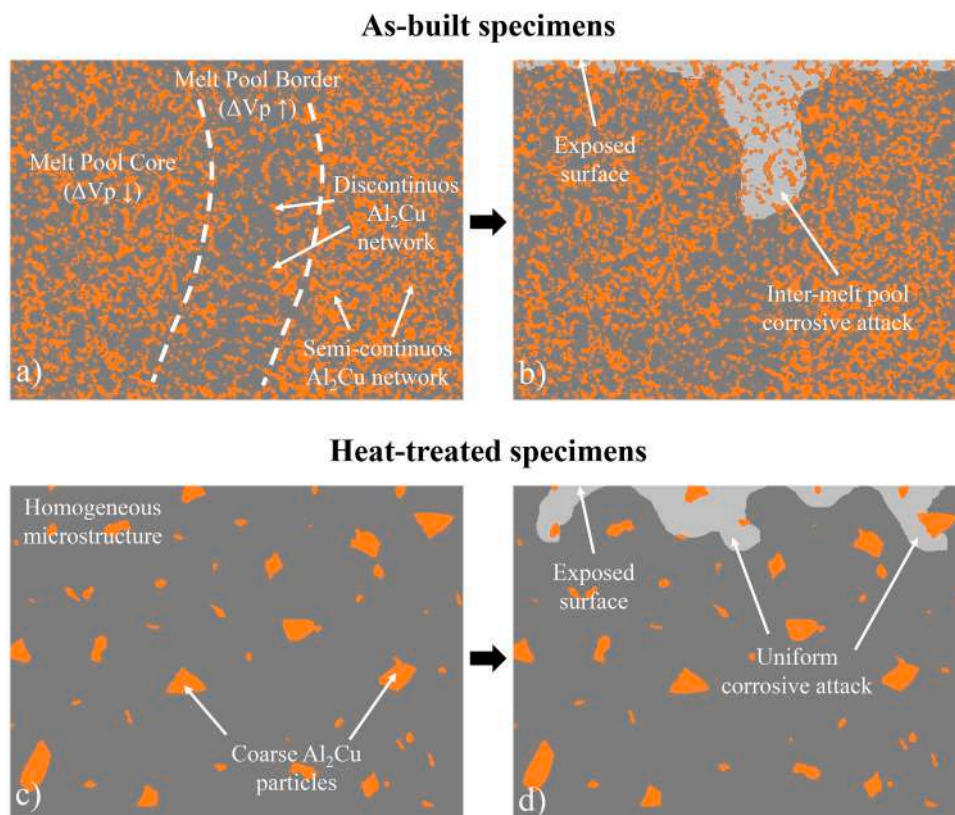 As-built specimens
Melt Pool Border
(ΔVp ↑)
Melt Pool Core
(ΔVp ↓)
Discontinuos
Al₂Cu
network
Semi-continuos
Al₂Cu network
a)
Exposed
surface
Inter-melt pool
corrosive attack
b)
Heat-treated specimens
Homogeneous
microstructure
Coarse Al₂Cu
particles
c)
Exposed
surface
Uniform
corrosive attack
d)